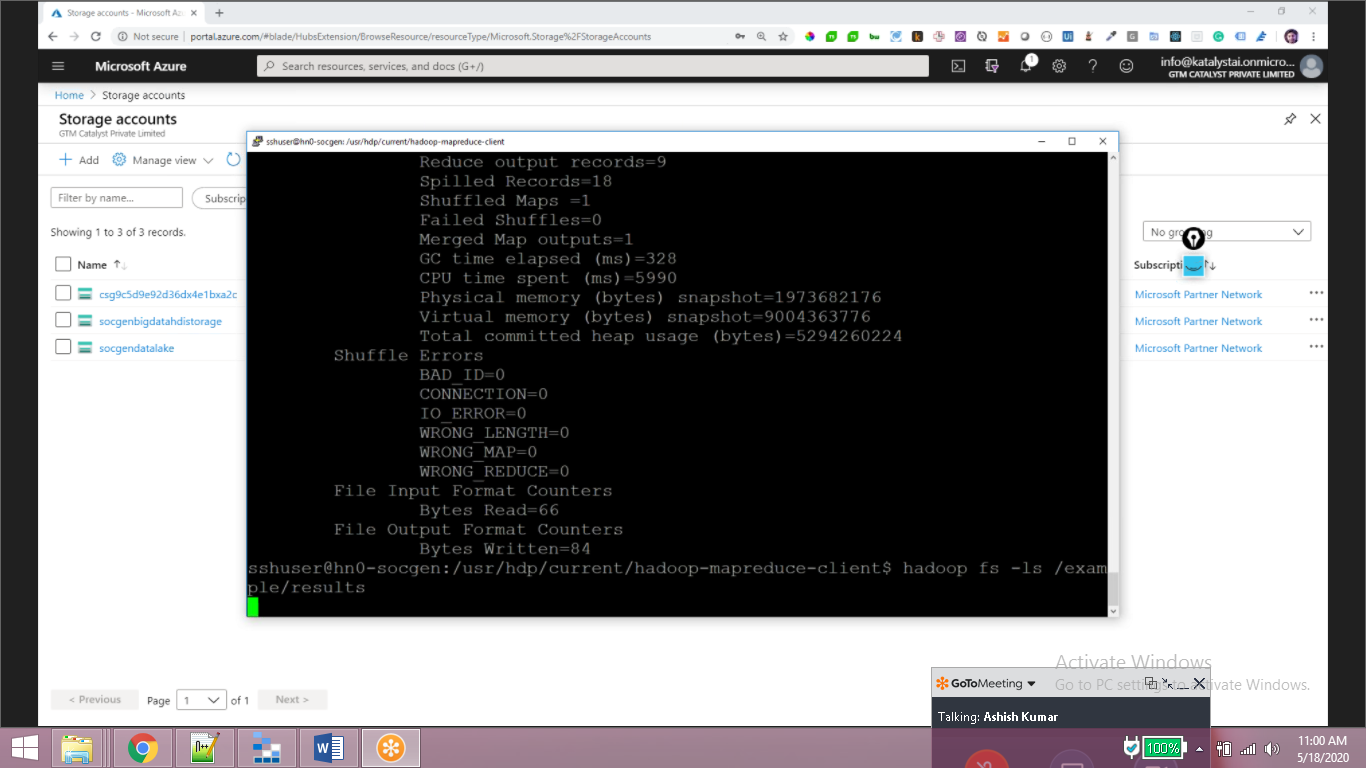 Storage accounts - Microsoft Az
Not secure | portal.azure.com/#blade/HubsExtension/BrowseResource/resourceType/Microsoft.Storage%2FStorageAccounts
Microsoft Azure
Search resources, services, and docs (G+/)
1
info@katalystai.onmicro...
GTM CATALYST PRIVATE LIMITED
Home > Storage accounts
Storage accounts
GTM Catalyst Private Limited
Add
Manage view
sshuser@hn0-socgen: /usr/hdp/current/hadoop-mapreduce-client
Filter by name...
Subscrip
Showing 1 to 3 of 3 records.
Name
Subscripti
csg9c5d9e92d36dx4e1bxa2c
Microsoft Partner Network
socgenbigdatahdistorage
Microsoft Partner Network
socgendatalake
Microsoft Partner Network
Reduce output records=9
Spilled Records=18
Shuffled Maps =1
Failed Shuffles=0
Merged Map outputs=1
GC time elapsed (ms)=328
CPU time spent (ms)=5990
Physical memory (bytes) snapshot=1973682176
Virtual memory (bytes) snapshot=9004363776
Total committed heap usage (bytes)=5294260224
Shuffle Errors
BAD_ID=0
CONNECTION=0
IO_ERROR=0
WRONG_LENGTH=0
WRONG_MAP=0
WRONG_REDUCE=0
File Input Format Counters
Bytes Read=66
File Output Format Counters
Bytes Written=84
sshuser@hn0-socgen:/usr/hdp/current/hadoop-mapreduce-client$ hadoop fs -ls /exam
ple/results
< Previous
Page
1
of 1
Next >
Activate Windows
Go to PC settings to activate Windows.
GoToMeeting
Talking: Ashish Kumar
100%
11:00 AM
5/18/2020